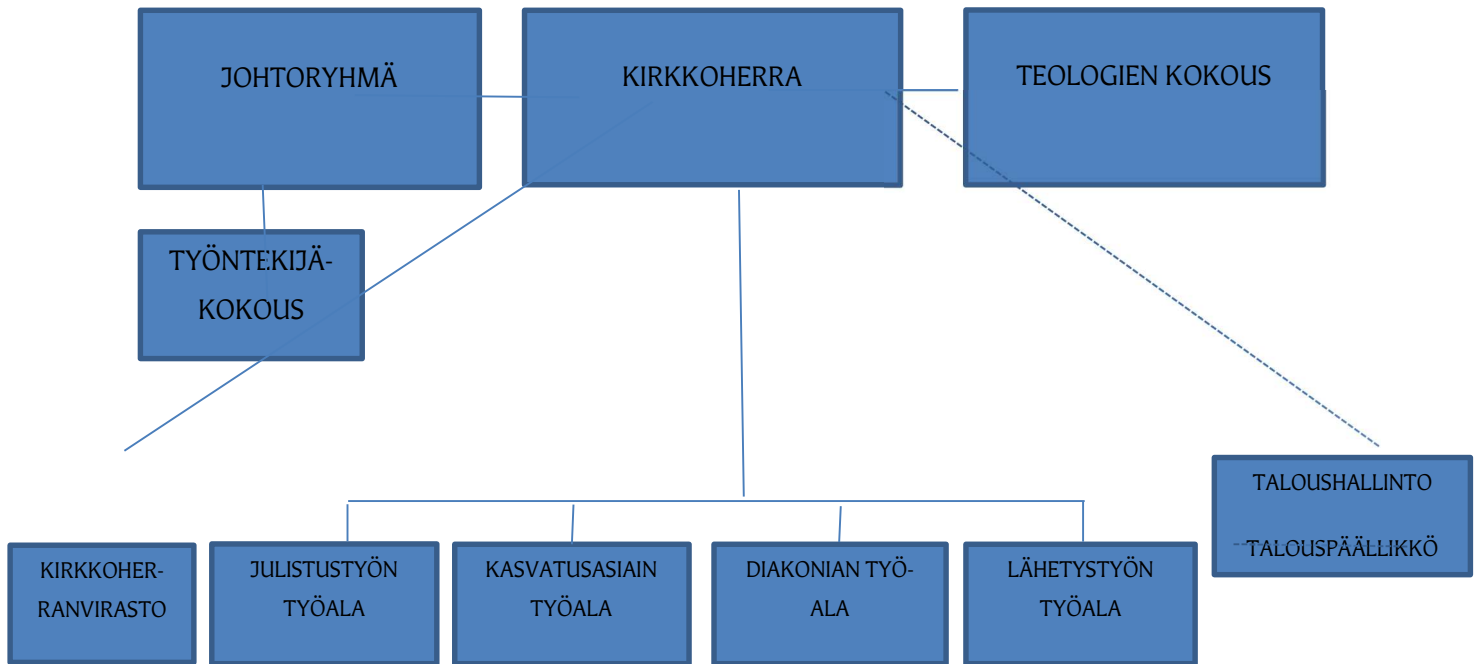 JOHTORYHMÄ
KIRKKOHERRA
TEOLOGIEN KOKOUS
TYÖNTEKIJÄ-
KOKOUS
TALOUSHALLINTO
TALOUSPÄÄLLIKKÖ
KIRKKOHER-
RANVIRASTO
JULISTUSTYÖN
TYÖALA
KASVATUSASIAIN
TYÖALA
DIAKONIAN TYÖ-
ALA
LÄHETYSTYÖN
TYÖALA